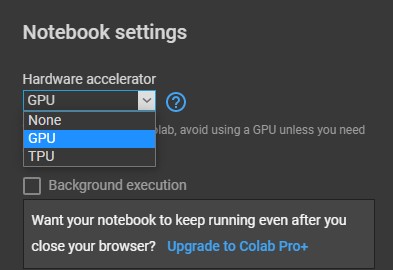 Notebook settings
Hardware accelerator
GPU
?
None
GPU
olab, avoid using a GPU unless you need
TPU
Background execution
Want your notebook to keep running even after you
close your browser? Upgrade to Colab Pro+